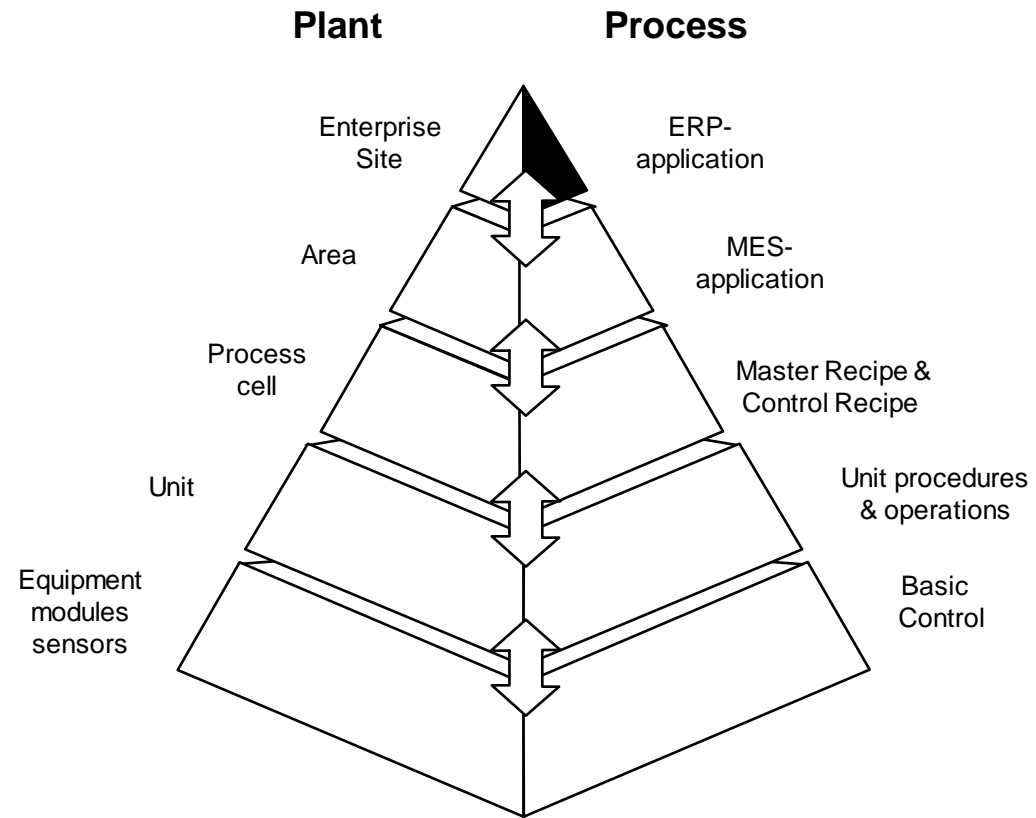 Plant
Process
Enterprise
Site
ERP-
application
Area
MES-
application
Process
cell
Master Recipe &
Control Recipe
Unit
Unit procedures
& operations
Equipment
modules
sensors
Basic
Control